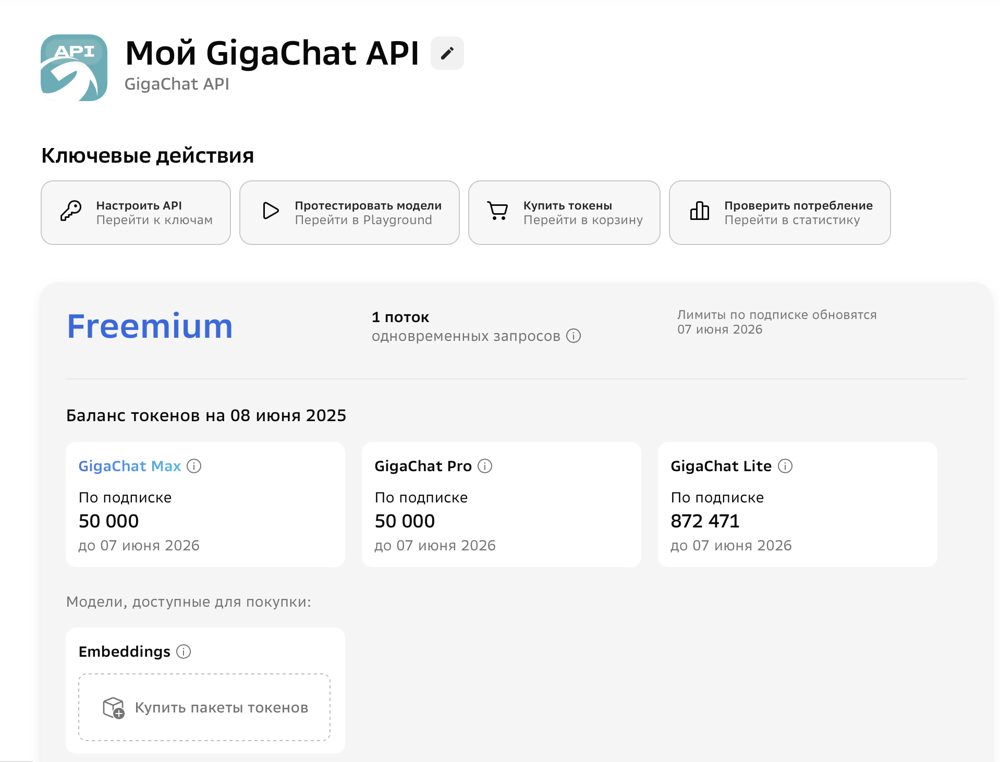 API
Мой GigaChat API
GigaChat API
Ключевые действия
Настроить API
Перейти к ключам
Протестировать модели
Перейти в Playground
Купить токены
Перейти в корзину
Проверить потребление
Перейти в статистику
Freemium
1 поток
одновременных запросов
Лимиты по подписке обновятся
07 июня 2026
Баланс токенов на 08 июня 2025
GigaChat Max
По подписке
50 000
до 07 июня 2026
GigaChat Pro
По подписке
50 000
до 07 июня 2026
GigaChat Lite
По подписке
872 471
до 07 июня 2026
Модели, доступные для покупки:
Embeddings
Купить пакеты токенов